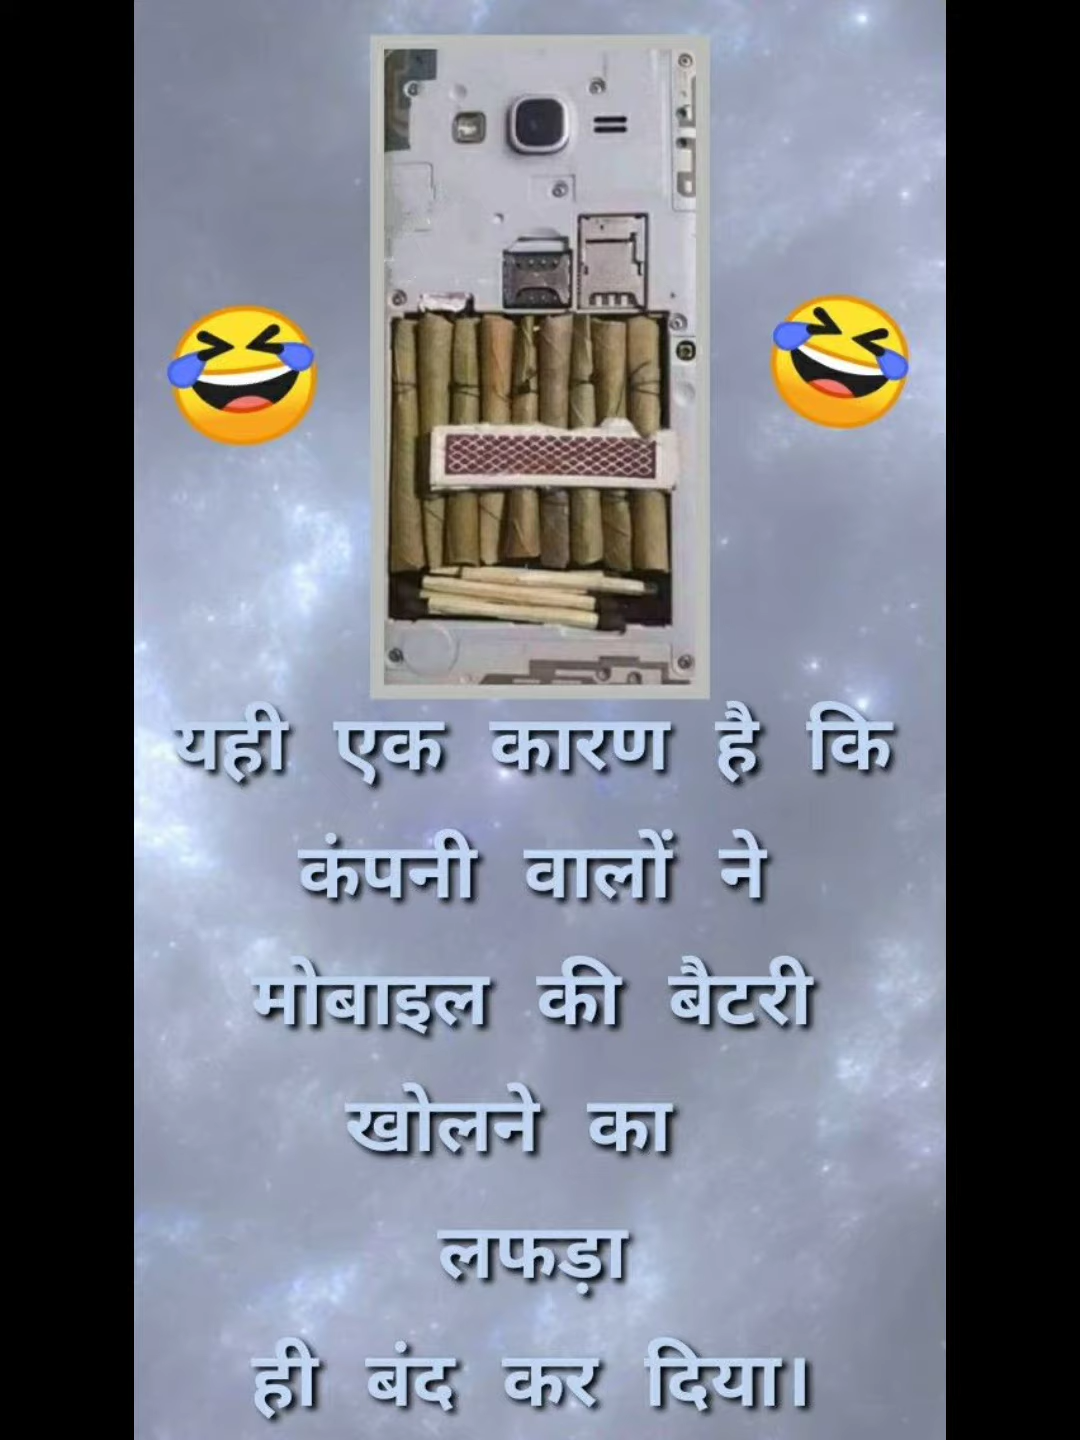 यही एक कारण है कि
कंपनी वालों ने
मोबाइल की बैटरी
खोलने का
लफड़ा
ही बंद कर दिया।